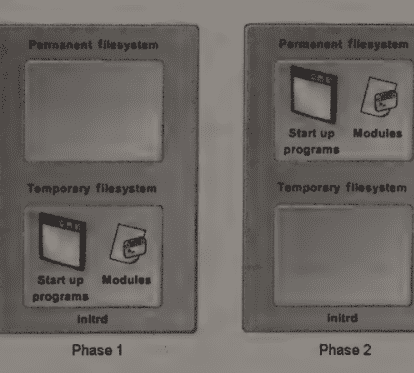 Permanent filesystem
Temporary filesystem
Start up
programs
Modules
initrd
Phase 1
Permanent filesystem
Start up
programs
Modules
Temporary filesystem
initrd
Phase 2